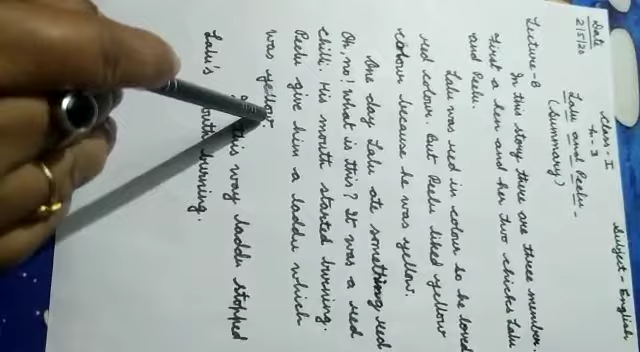 Subject - English
Class - I
Date
2/5/20
L - 3
Lalu and Peelu -
(Summary)
Lecture - 8
In this story there are three member.
First a hen and her two chicks Lalu
and Peelu.
Lalu was red in colour so he loved
red colour. But Peelu liked yellow
colour because he was yellow.
One day Lalu ate something red
Oh, no! what is this? It was a red
chilli. His mouth started burning.
Peelu give him a laddu which
was yellow
this way laddu stopped
Lalu's burning.